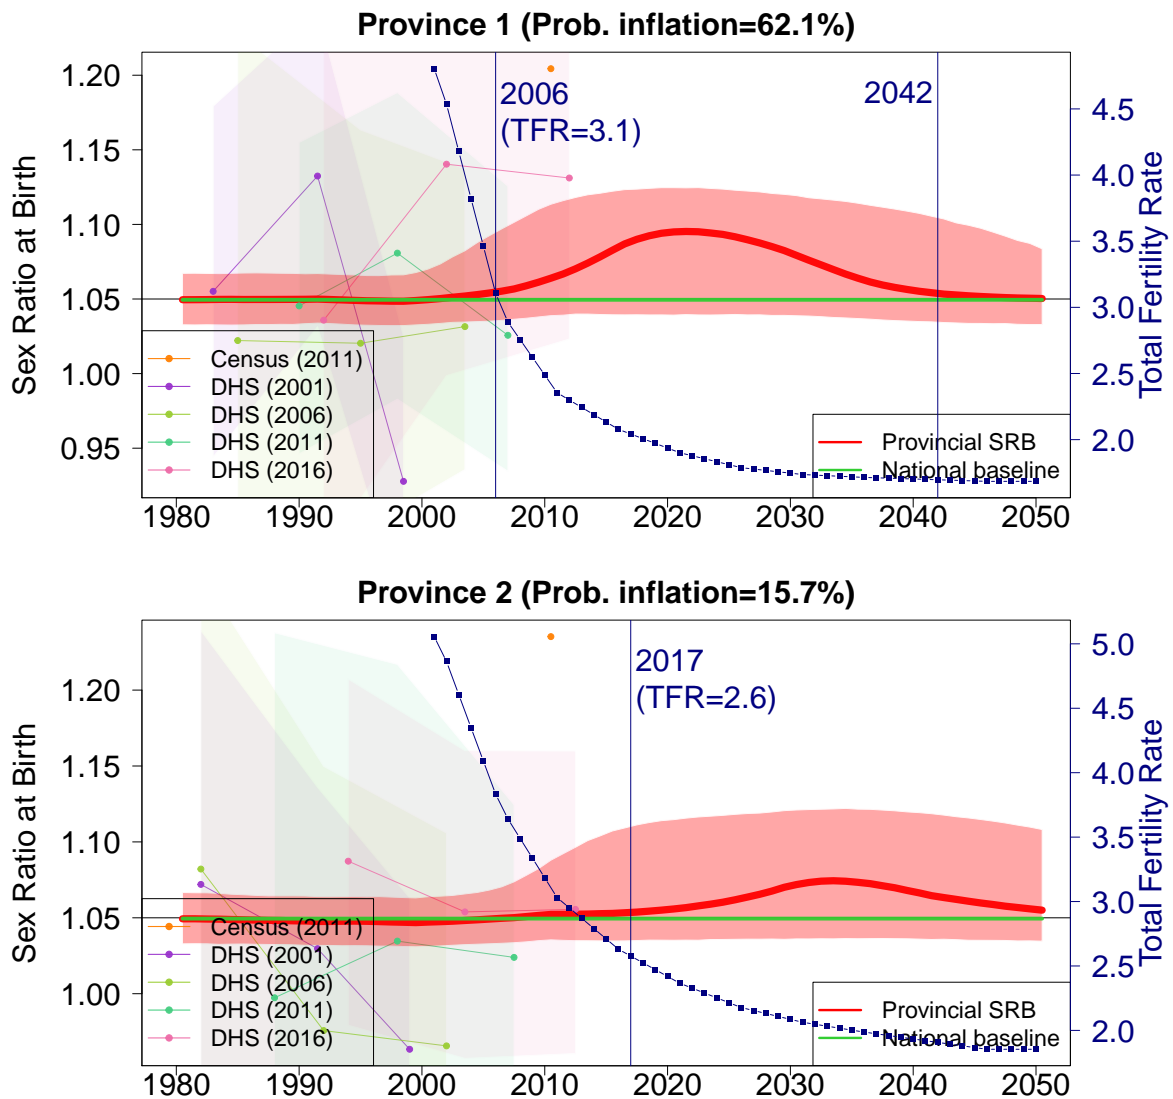 Province 1 (Prob. inflation=62.1%)
Sex Ratio at Birth
1.20
1.15
1.10
1.05
1.00
0.95
2006
(TFR=3.1)
2042
4.5
4.0
3.5
3.0
2.5
2.0
Total Fertility Rate
Census (2011)
DHS (2001)
DHS (2006)
DHS (2011)
DHS (2016)
Provincial SRB
National baseline
1980 1990 2000 2010 2020 2030 2040 2050
Province 2 (Prob. inflation=15.7%)
Sex Ratio at Birth
1.20
1.15
1.10
1.05
1.00
2017
(TFR=2.6)
5.0
4.5
4.0
3.5
3.0
2.5
2.0
Total Fertility Rate
Census (2011)
DHS (2001)
DHS (2006)
DHS (2011)
DHS (2016)
Provincial SRB
National baseline
1980 1990 2000 2010 2020 2030 2040 2050